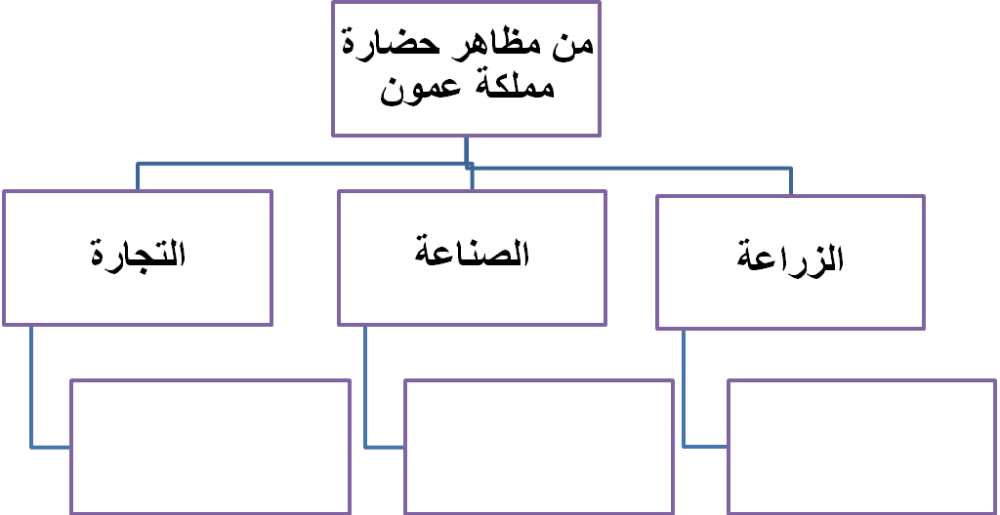 من مظاهر حضارة
مملكة عمون
الزراعة
الصناعة
التجارة